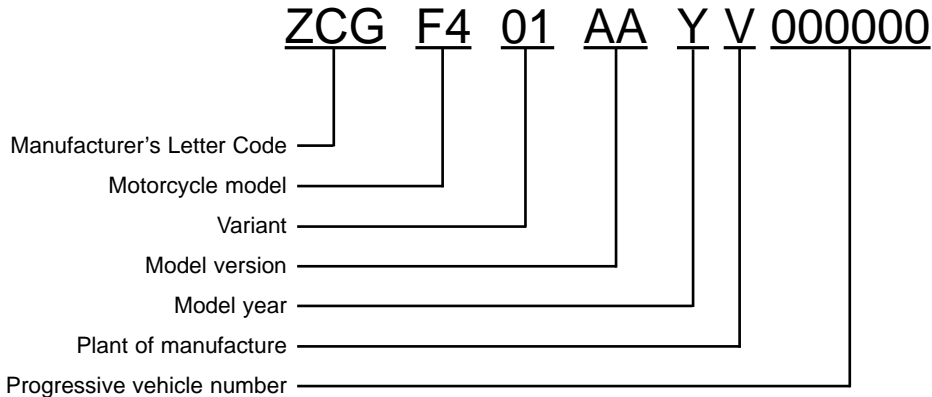 ZCG F4 01 AA Y V 000000
Manufacturer’s Letter Code
Motorcycle model
Variant
Model version
Model year
Plant of manufacture
Progressive vehicle number